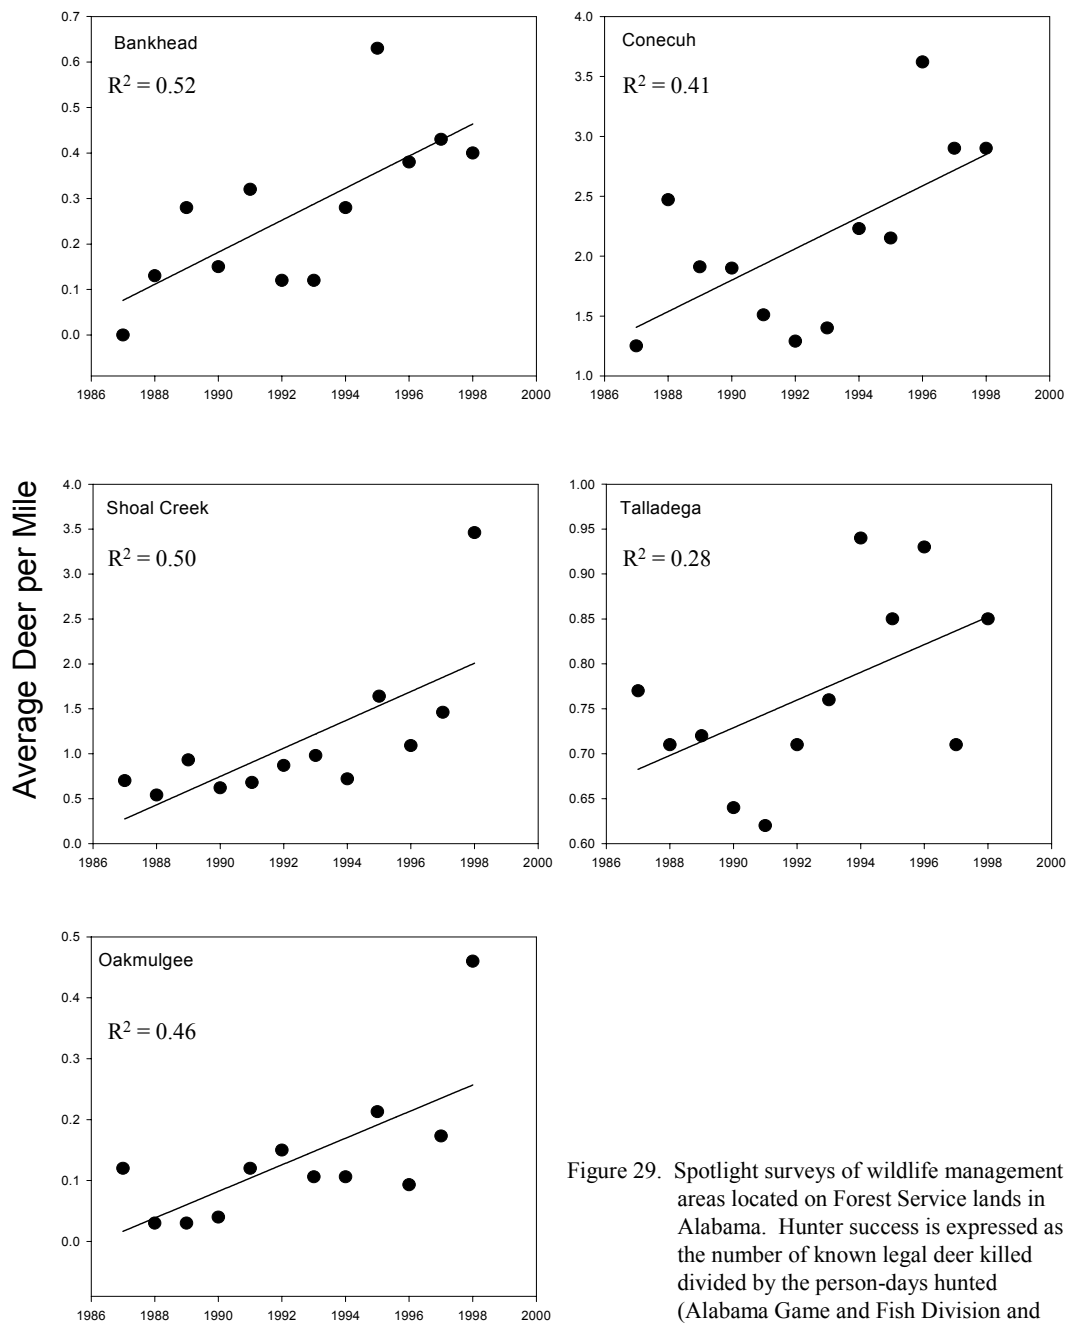 Average Deer per Mile
Bankhead
R² = 0.52
0.7
0.6
0.5
0.4
0.3
0.2
0.1
0.0
1986 1988 1990 1992 1994 1996 1998 2000
Conecuh
R² = 0.41
4.0
3.5
3.0
2.5
2.0
1.5
1.0
1986 1988 1990 1992 1994 1996 1998 2000
Shoal Creek
R² = 0.50
4.0
3.5
3.0
2.5
2.0
1.5
1.0
0.5
0.0
1986 1988 1990 1992 1994 1996 1998 2000
Talladega
R² = 0.28
1.00
0.95
0.90
0.85
0.80
0.75
0.70
0.65
0.60
1986 1988 1990 1992 1994 1996 1998 2000
Oakmulgee
R² = 0.46
0.5
0.4
0.3
0.2
0.1
0.0
1986 1988 1990 1992 1994 1996 1998 2000
Figure 29. Spotlight surveys of wildlife management
areas located on Forest Service lands in
Alabama. Hunter success is expressed as
the number of known legal deer killed
divided by the person-days hunted
(Alabama Game and Fish Division and